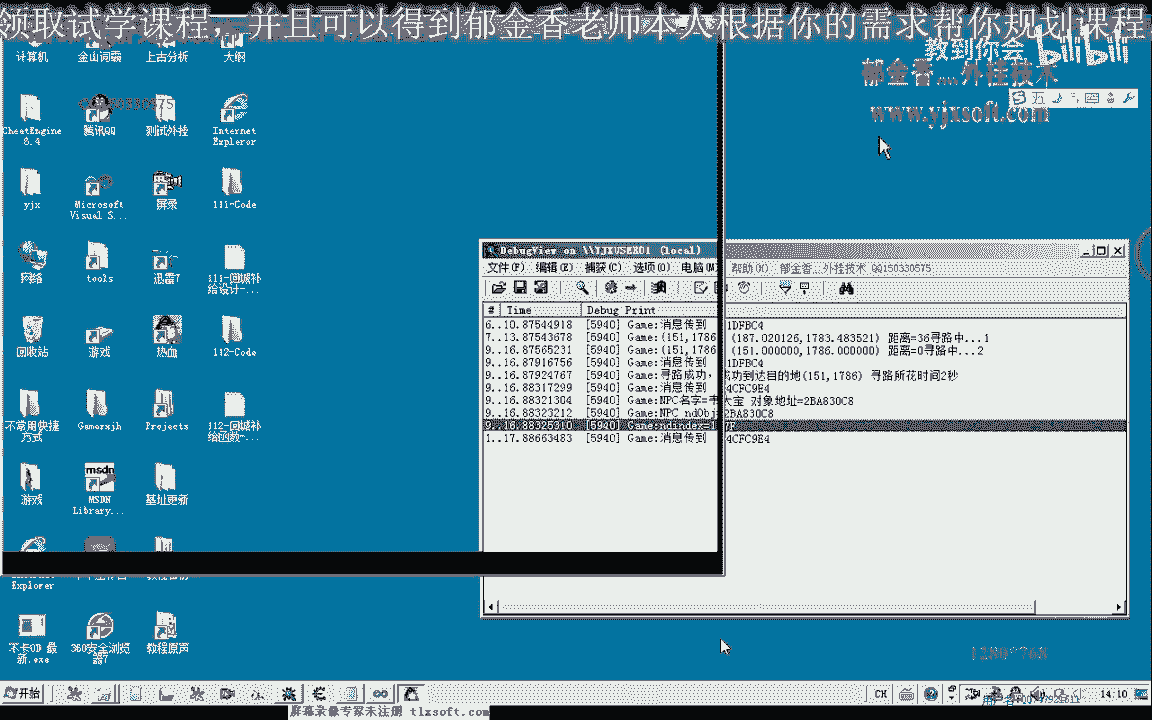 领取试学课程，并且可以得到郁金香老师本人根据你的需求帮你规划课程
教到你会 bilibili
郁金香...外挂技术
www.yjxsoft.com
计算机
金山词霸
上古分析
大纲
CheatEngine 6.4
腾讯QQ
测试外挂
Internet Explorer
yjx
Microsoft Visual S...
屏录
111-Code
网络
tools
迅雷7
111-回城补给设计-...
回收站
游戏
热血
112-Code
不常用快捷方式
Gamerxjh
Projects
112-回城补给函数-...
游戏
MSDN Library...
基址更新
Explorer
不卡OD 最新.exe
360安全浏览器7
教程原声
DebugView on \\YJXUSER01 (local)
文件(F) 编辑(E) 捕获(C) 选项(O) 电脑(M) 帮助(H) 郁金香...外挂技术 QQ150330575
# Time Debug Print
6..10.87544918 [5940] Game:消息传到 1DFBC4
7..13.87543678 [5940] Game:(151,1786 (187.020126,1783.483521) 距离=36寻路中...1
9..16.87565231 [5940] Game:(151,1786 (151.000000,1786.000000) 距离=0寻路中...2
9..16.87916756 [5940] Game:消息传到 1DFBC4
9..16.87924767 [5940] Game:寻路成功, 成功到达目的地(151,1786) 寻路所花时间2秒
9..16.88317299 [5940] Game:消息传到 4CFC9E4
9..16.88321304 [5940] Game:NPC名字=韦大宝 对象地址=2BA830C8
9..16.88323212 [5940] Game:NPC ndObj 2BA830C8
9..16.88325310 [5940] Game:ndindex=1 7F
1..17.88663483 [5940] Game:消息传到 4CFC9E4
开始
CH
14:10
屏幕录像专家未注册 tlxsoft.com